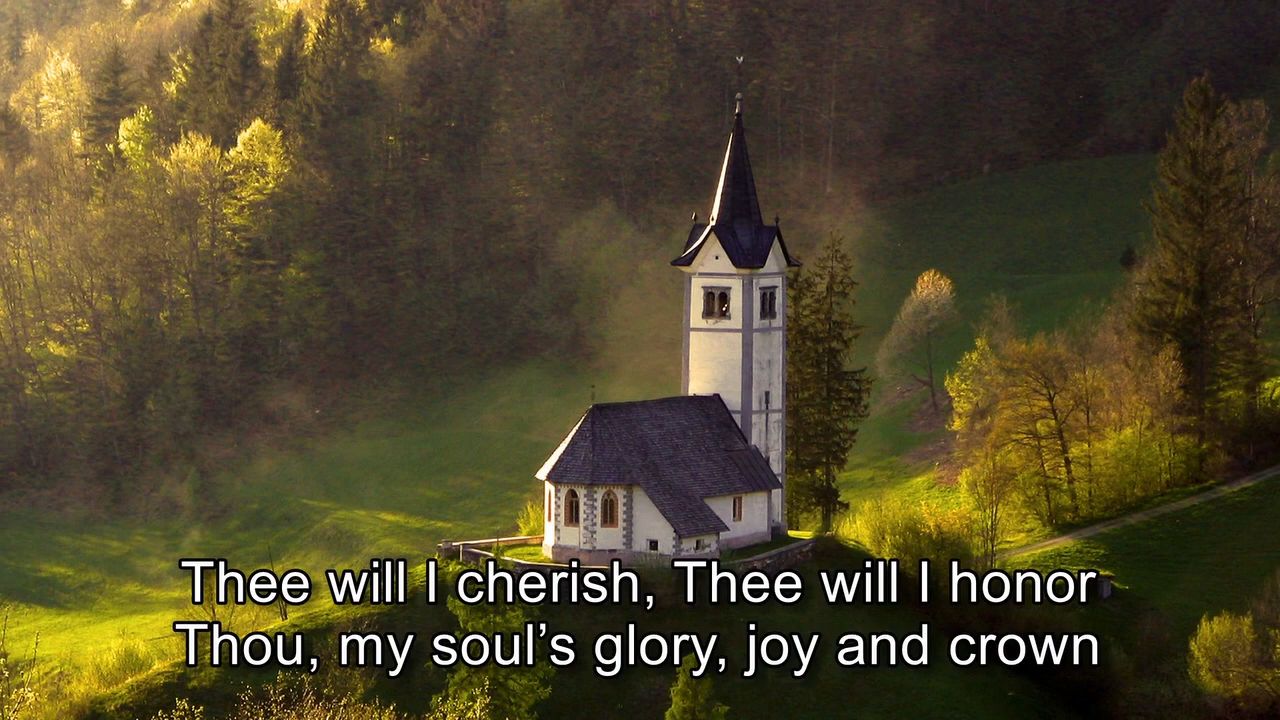 Thee will I cherish, Thee will I honor
Thou, my soul’s glory, joy and crown